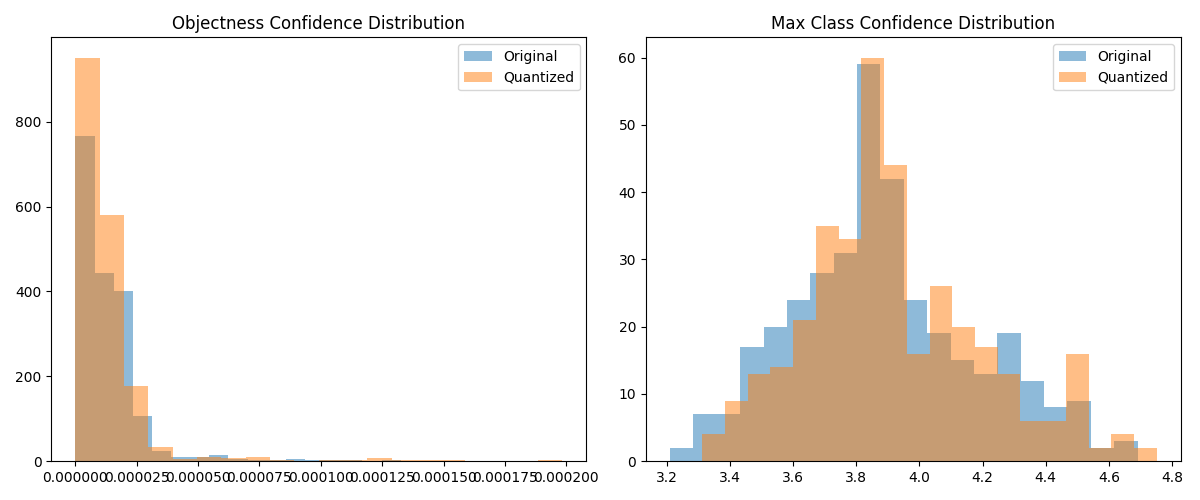 Objectness Confidence Distribution
Original
Quantized
800
600
400
200
0
0.000000 0.000025 0.000050 0.000075 0.000100 0.000125 0.000150 0.000175 0.000200
Max Class Confidence Distribution
Original
Quantized
60
50
40
30
20
10
0
3.2 3.4 3.6 3.8 4.0 4.2 4.4 4.6 4.8